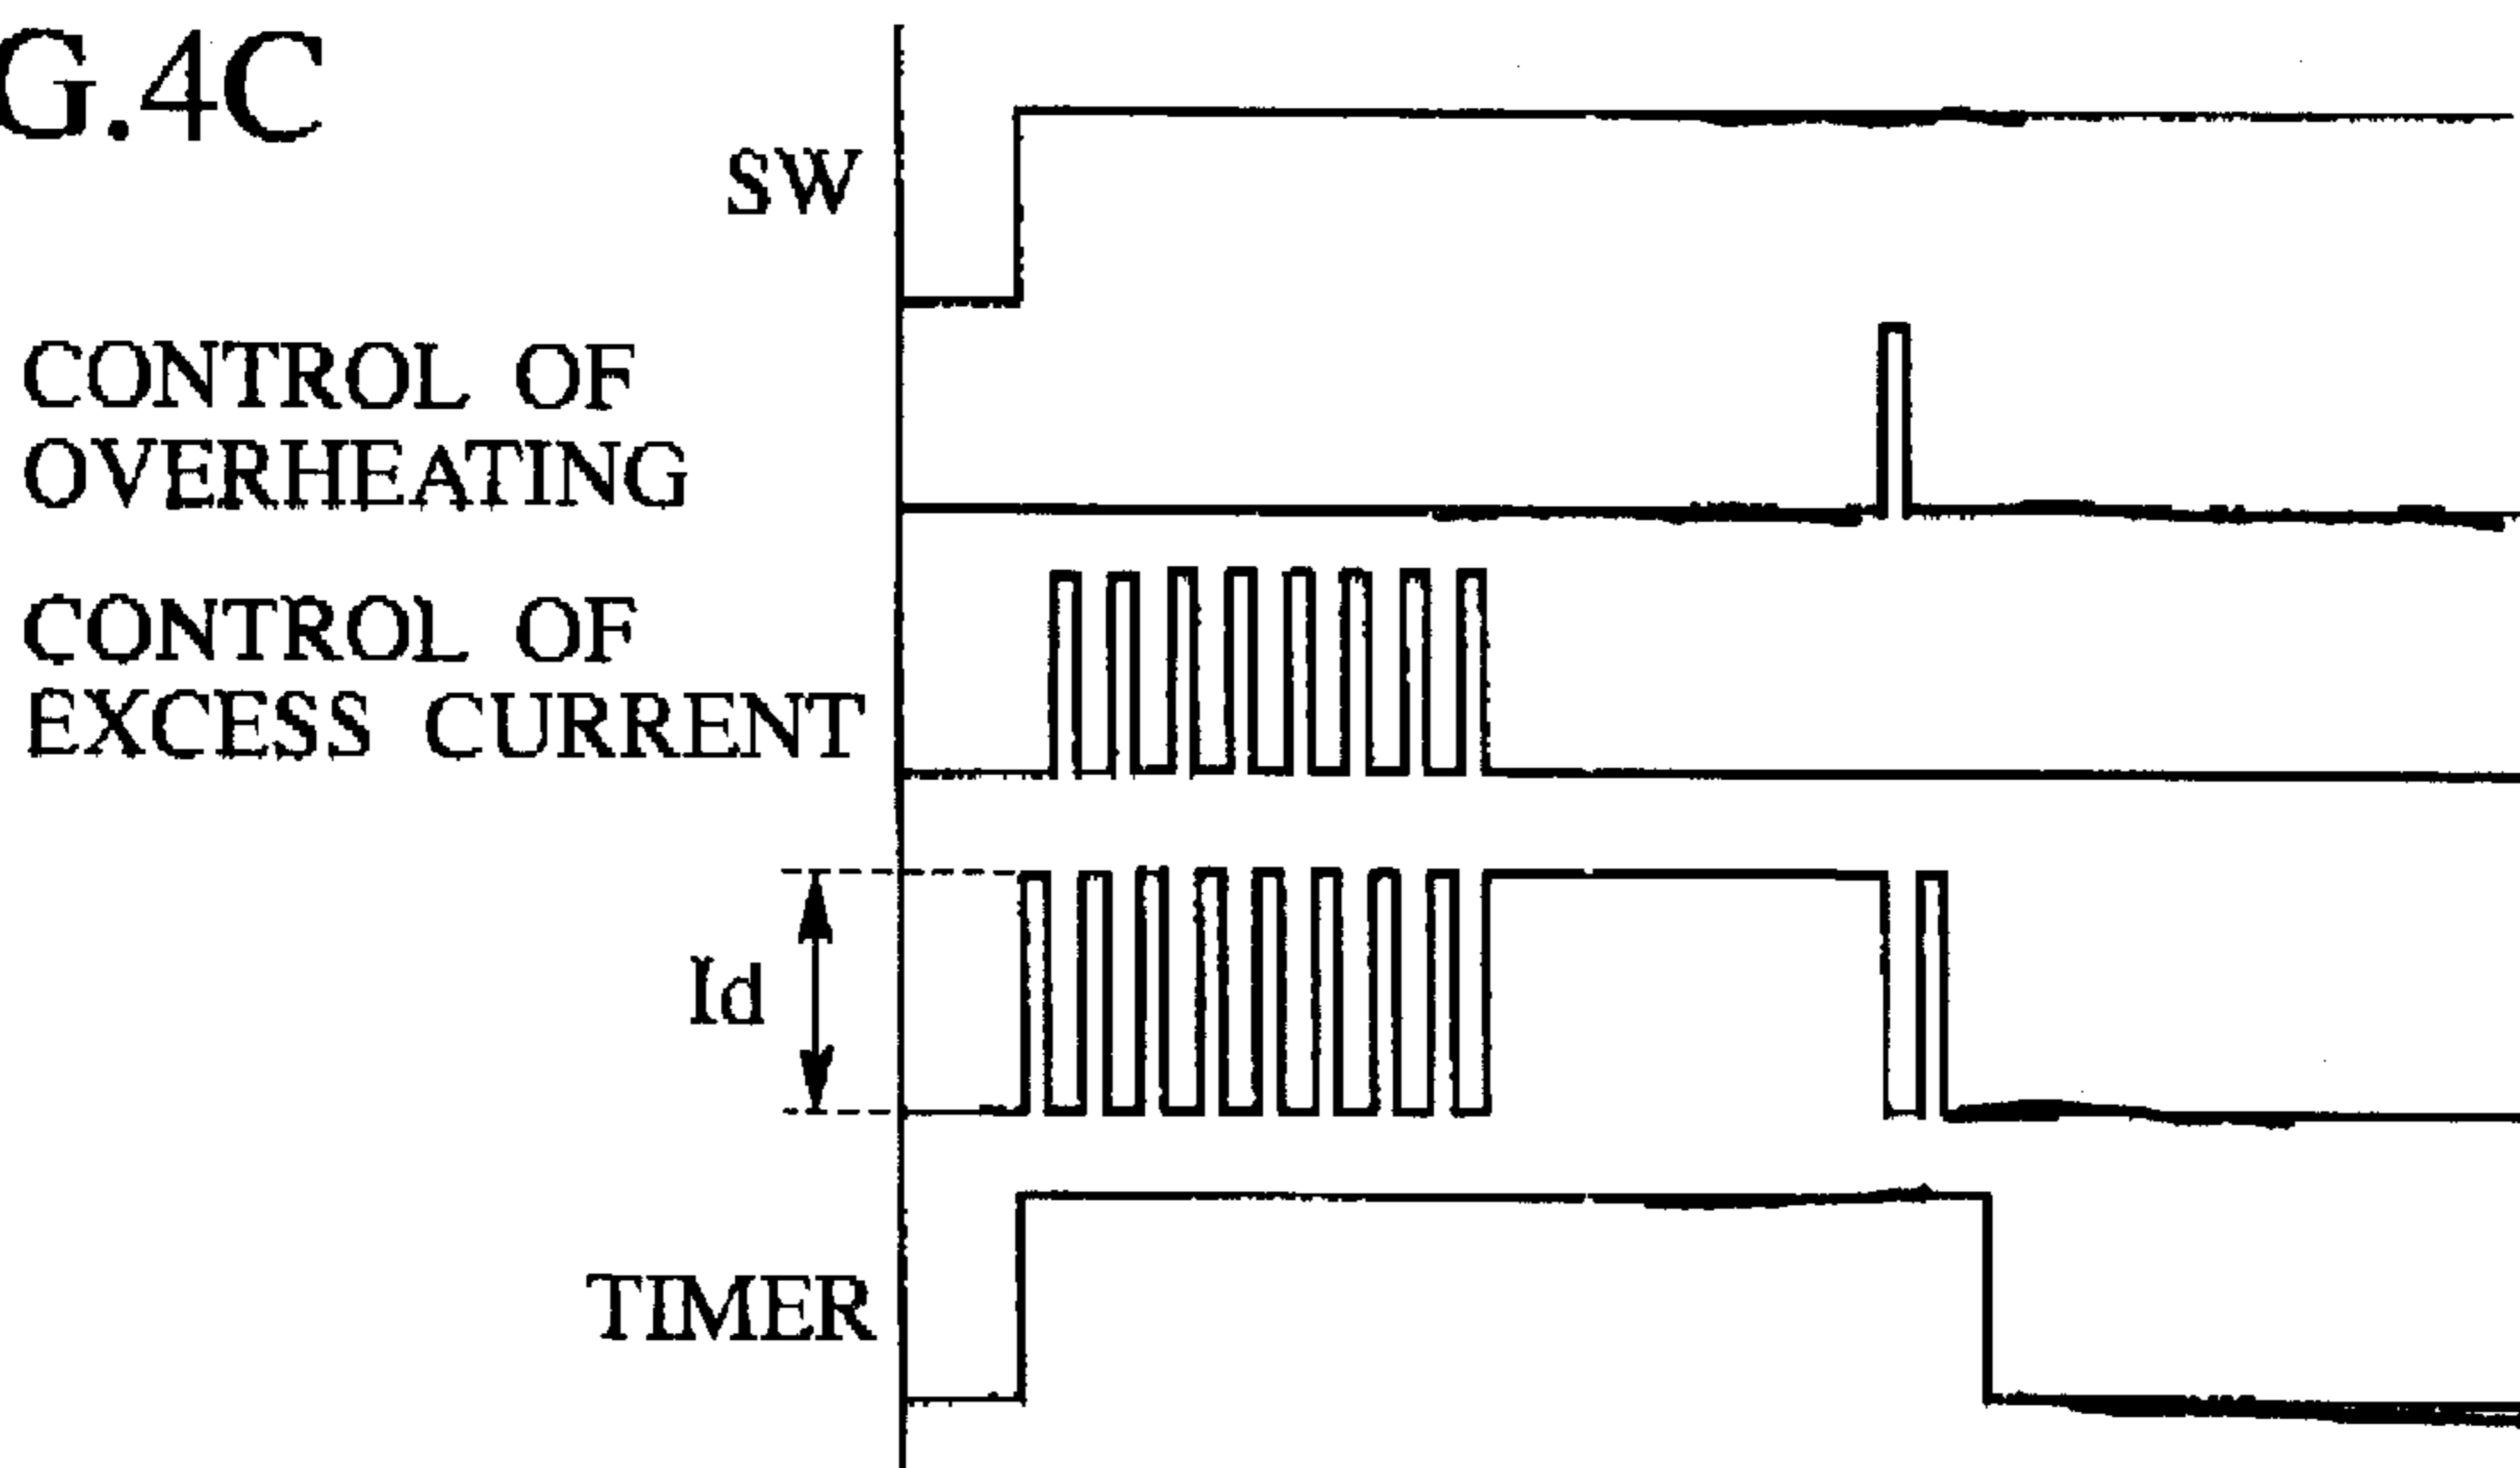 G.4C
SW
CONTROL OF
OVERHEATING
CONTROL OF
EXCESS CURRENT
Id
TIMER